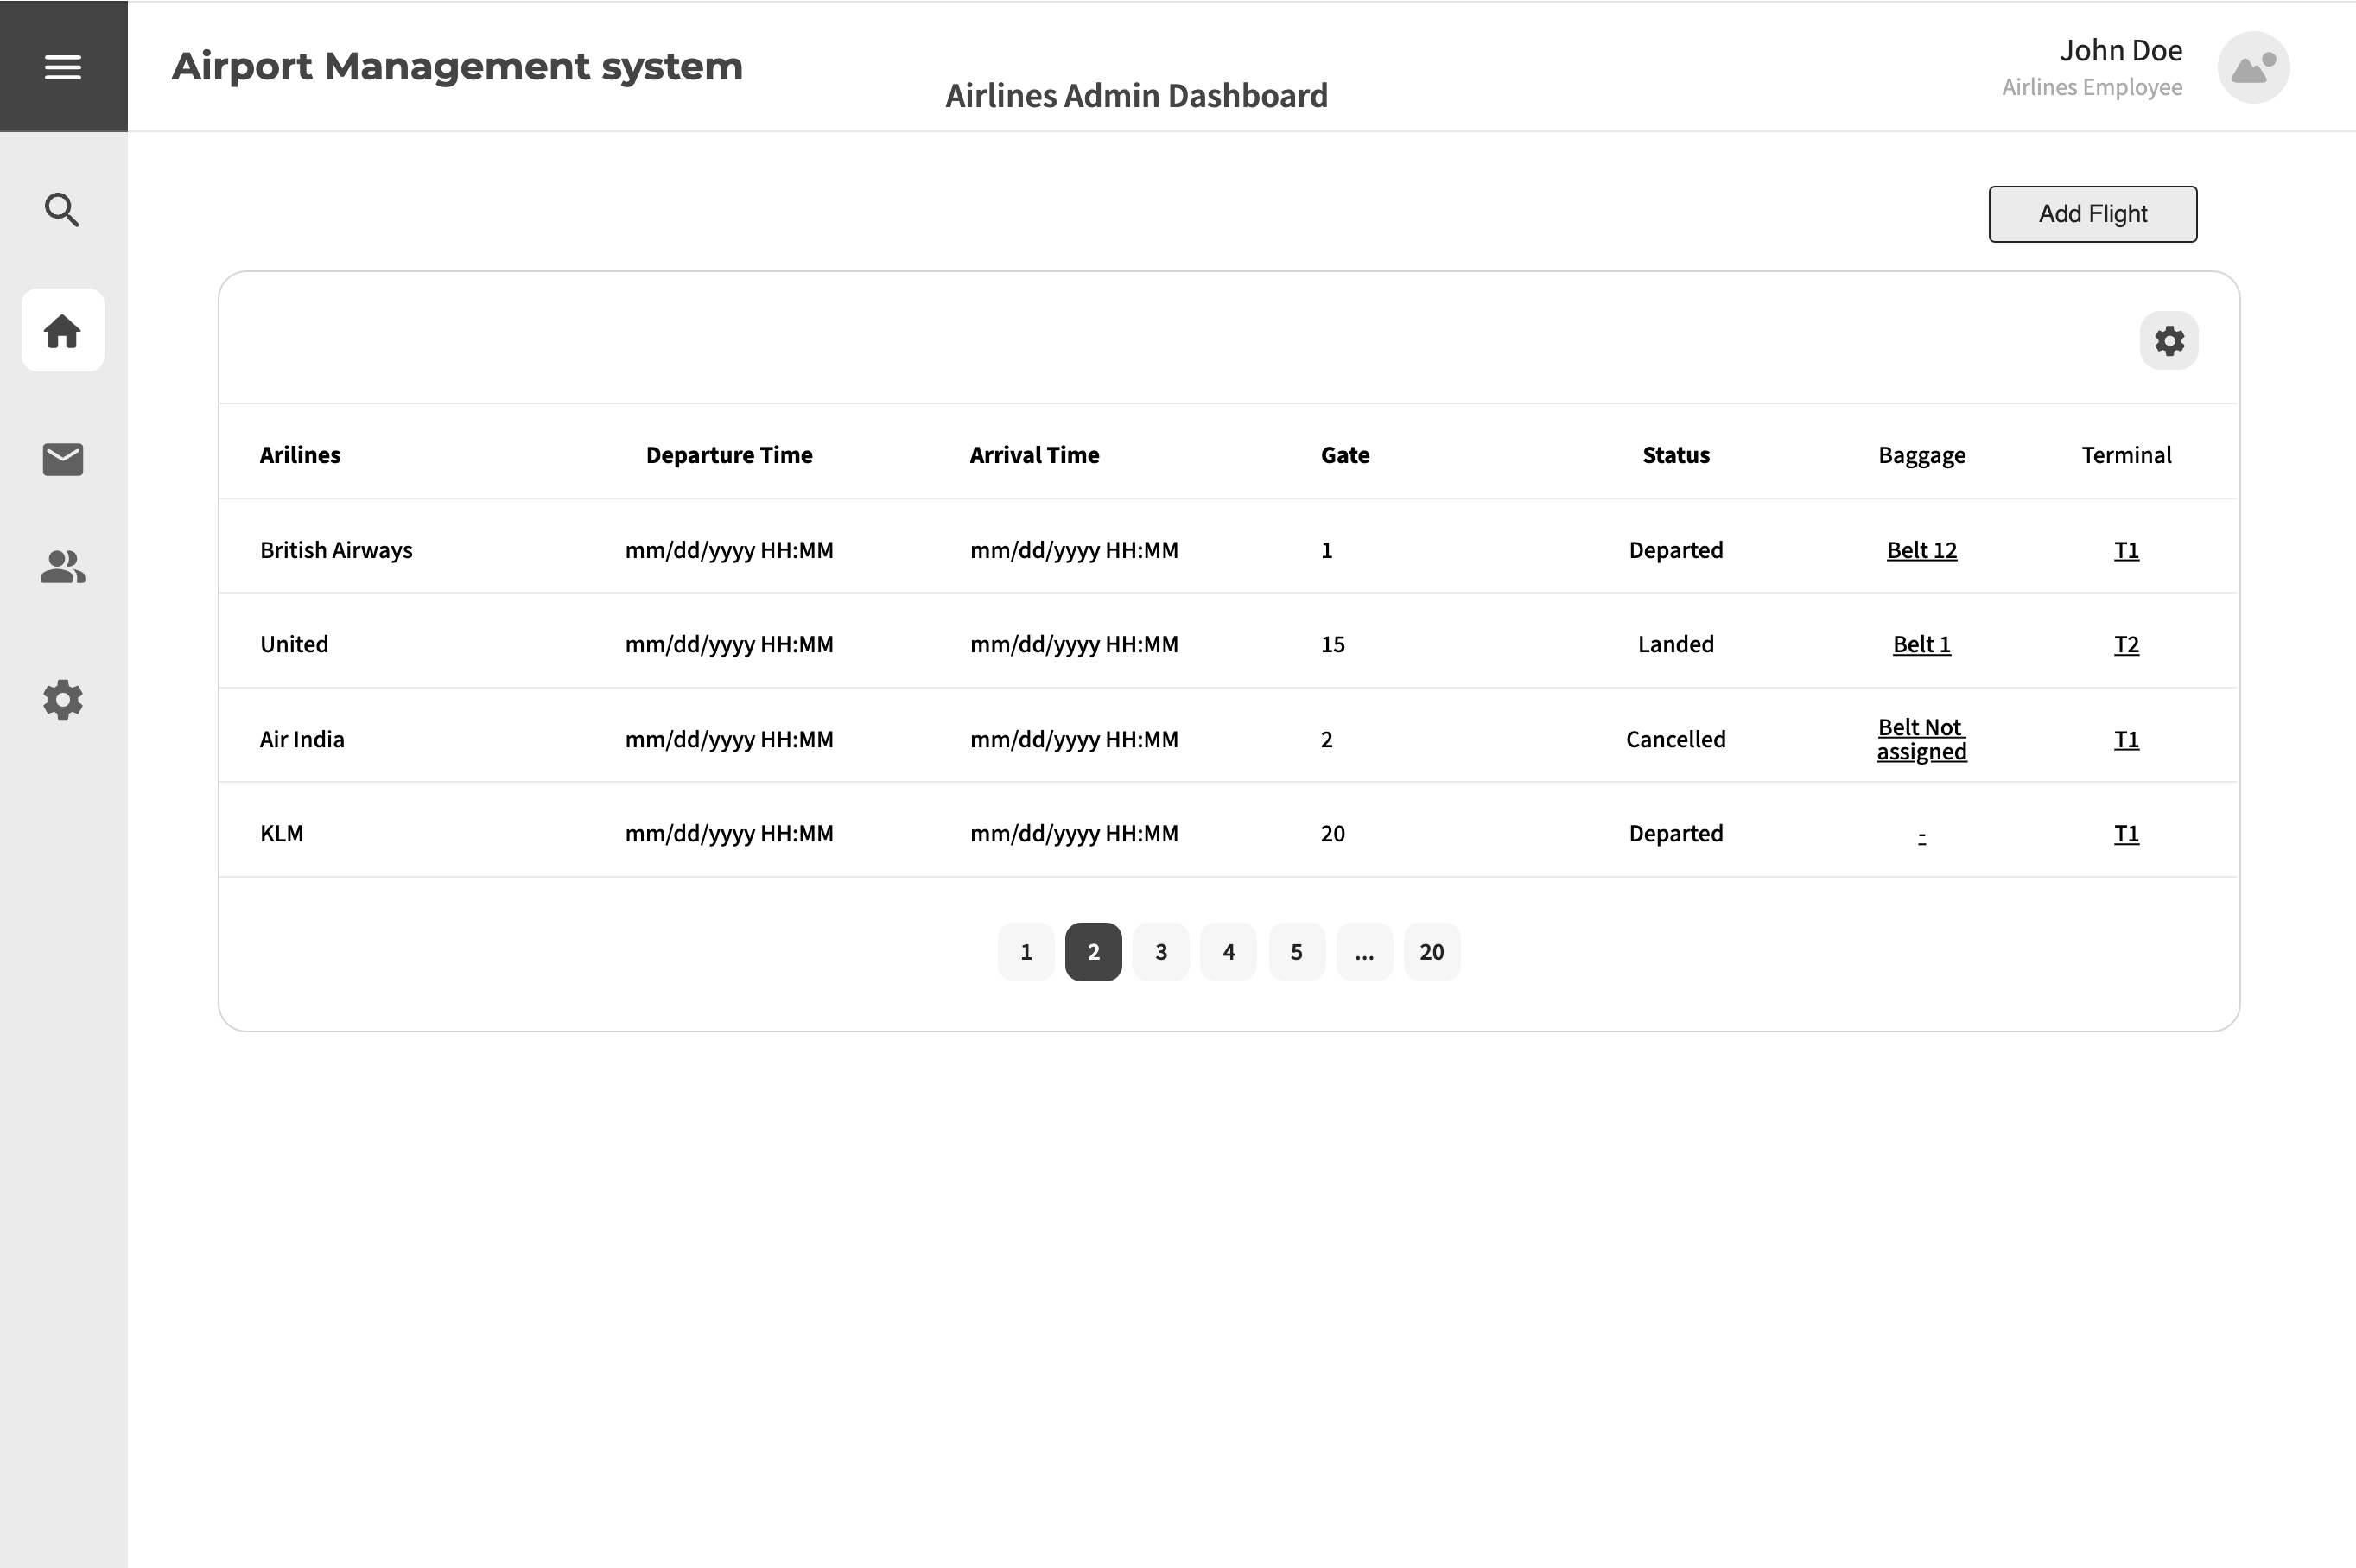 Airport Management system
Airlines Admin Dashboard
John Doe
Airlines Employee
Add Flight
Arilines Departure Time Arrival Time Gate Status Baggage Terminal
British Airways mm/dd/yyyy HH:MM mm/dd/yyyy HH:MM 1 Departed Belt 12 T1
United mm/dd/yyyy HH:MM mm/dd/yyyy HH:MM 15 Landed Belt 1 T2
Air India mm/dd/yyyy HH:MM mm/dd/yyyy HH:MM 2 Cancelled Belt Not assigned T1
KLM mm/dd/yyyy HH:MM mm/dd/yyyy HH:MM 20 Departed - T1
1 2 3 4 5 ... 20